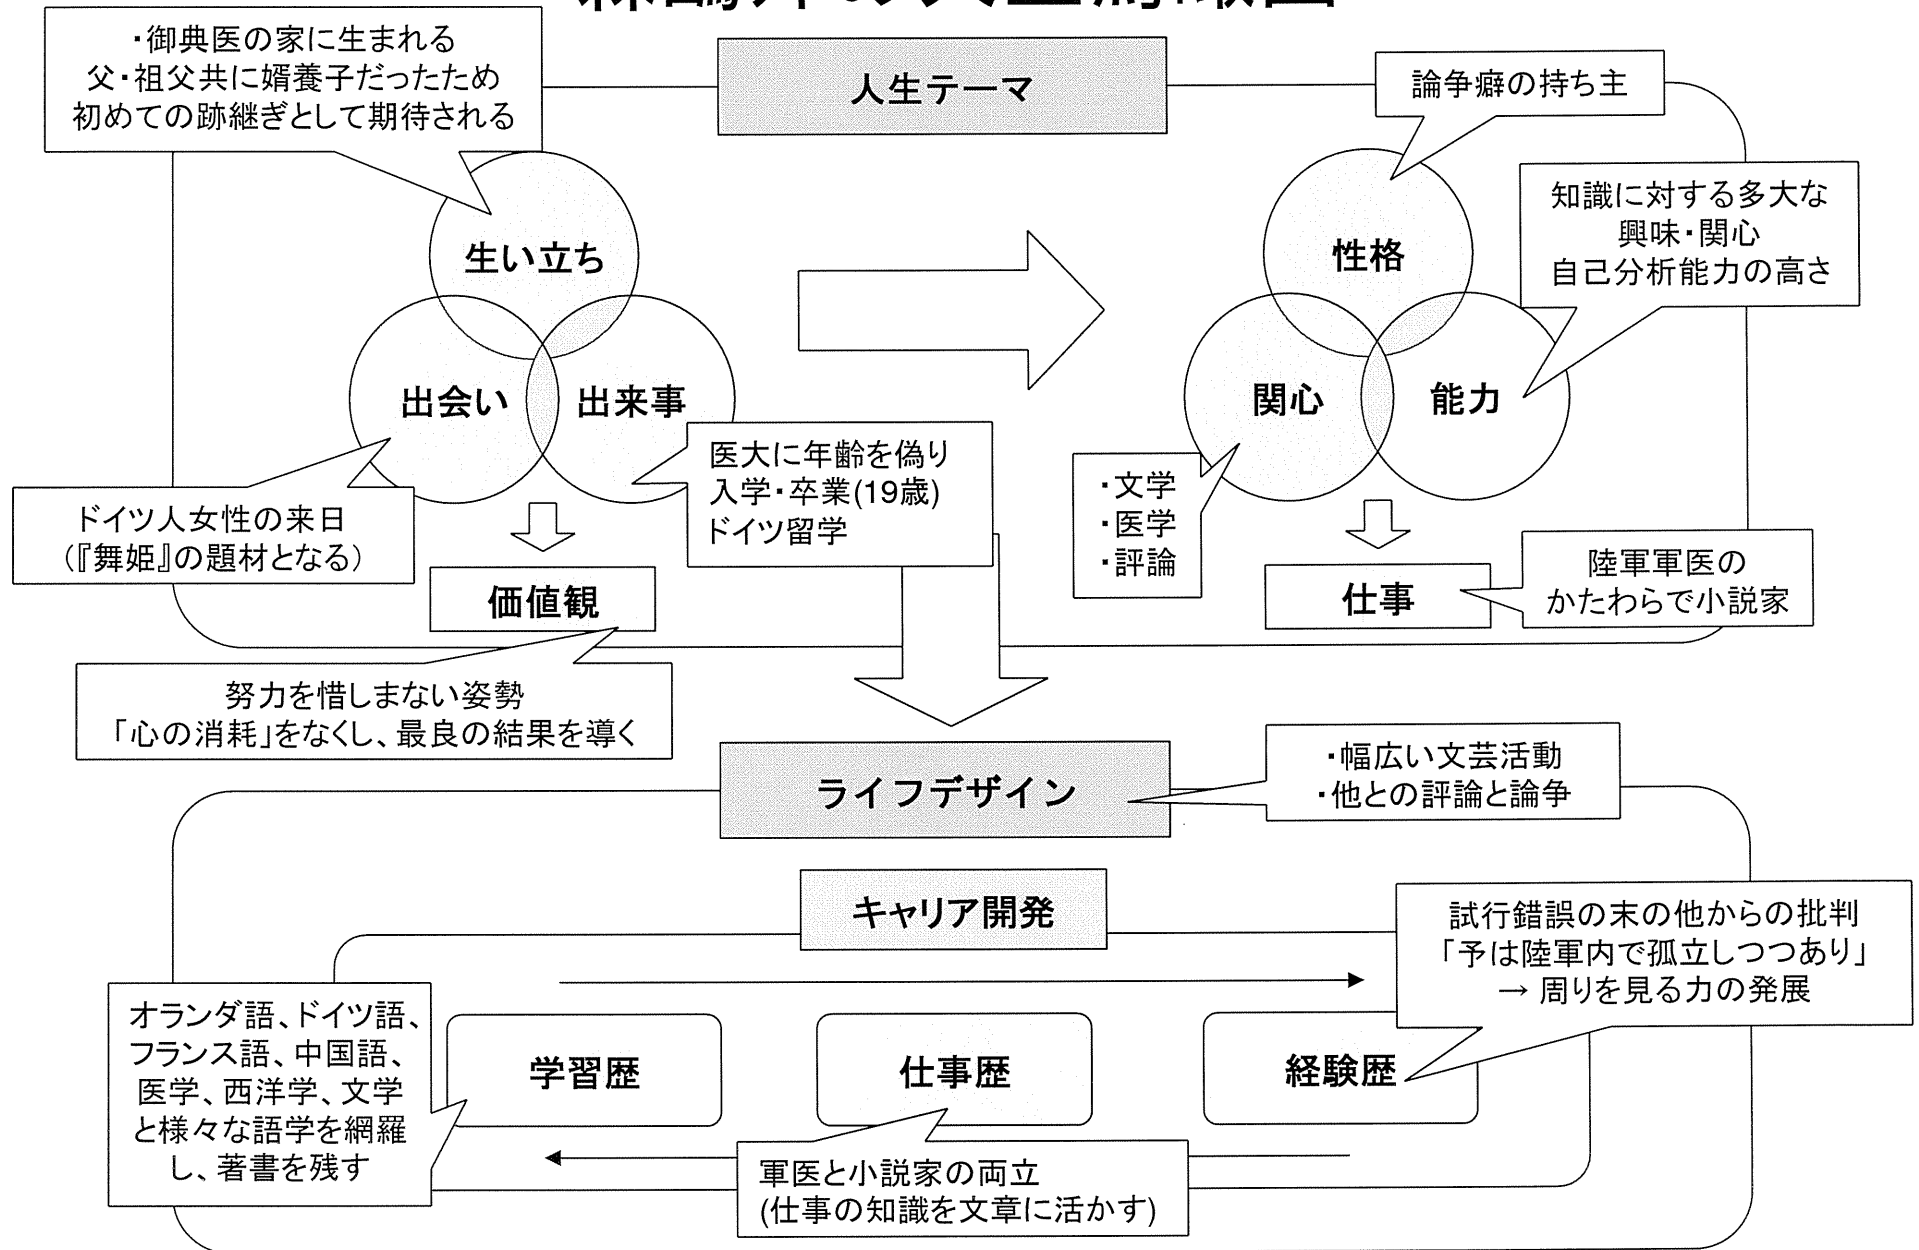 人生テーマ
・御典医の家に生まれる
父・祖父共に婿養子だったため
初めての跡継ぎとして期待される
論争癖の持ち主
知識に対する多大な
興味・関心
自己分析能力の高さ
生い立ち
出会い
出来事
性格
関心
能力
ドイツ人女性の来日
(『舞姫』の題材となる)
医大に年齢を偽り
入学・卒業(19歳)
ドイツ留学
・文学
・医学
・評論
価値観
仕事
陸軍軍医の
かたわらで小説家
努力を惜しまない姿勢
「心の消耗」をなくし、最良の結果を導く
ライフデザイン
・幅広い文芸活動
・他との評論と論争
キャリア開発
試行錯誤の末の他からの批判
「予は陸軍内で孤立しつつあり」
→ 周りを見る力の発展
オランダ語、ドイツ語、
フランス語、中国語、
医学、西洋学、文学
と様々な語学を網羅
し、著書を残す
学習歴
仕事歴
経験歴
軍医と小説家の両立
(仕事の知識を文章に活かす)